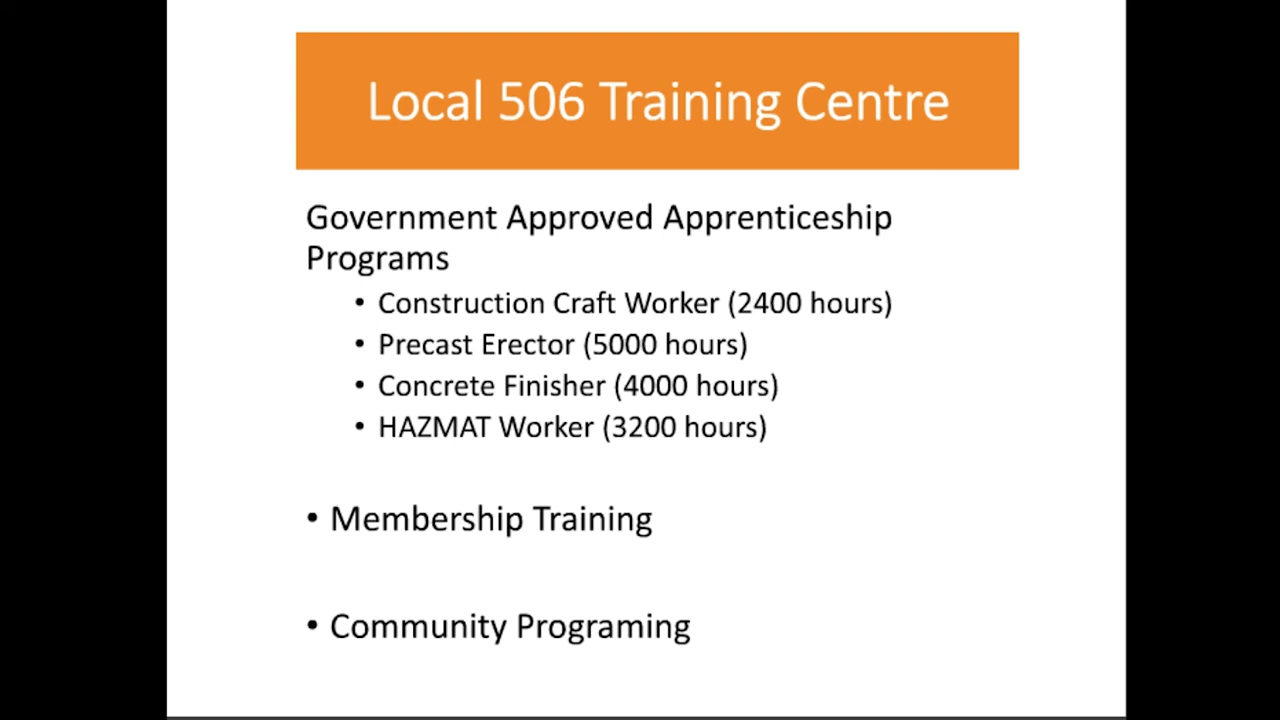 Local 506 Training Centre
Government Approved Apprenticeship
Programs
• Construction Craft Worker (2400 hours)
• Precast Erector (5000 hours)
• Concrete Finisher (4000 hours)
• HAZMAT Worker (3200 hours)
• Membership Training
• Community Programing